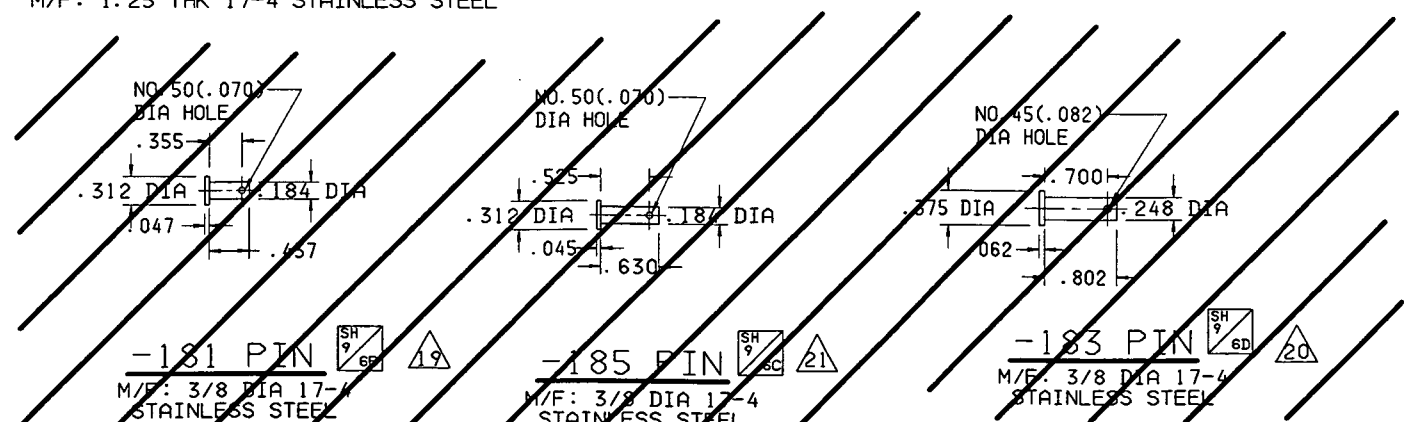 M/F: 1.25 THK 17-4 STAINLESS STEEL
NO.50(.070)
DIA HOLE
.355
.312 DIA
.184 DIA
.047
.457
-181 PIN
SH
9
6B
19
M/F: 3/8 DIA 17-4
STAINLESS STEEL
NO.50(.070)
DIA HOLE
.525
.312 DIA
.184 DIA
.045
.630
-185 PIN
SH
9
6C
21
M/F: 3/8 DIA 17-4
STAINLESS STEEL
NO.45(.082)
DIA HOLE
.700
.375 DIA
.248 DIA
.062
.802
-183 PIN
SH
9
6D
20
M/F: 3/8 DIA 17-4
STAINLESS STEEL